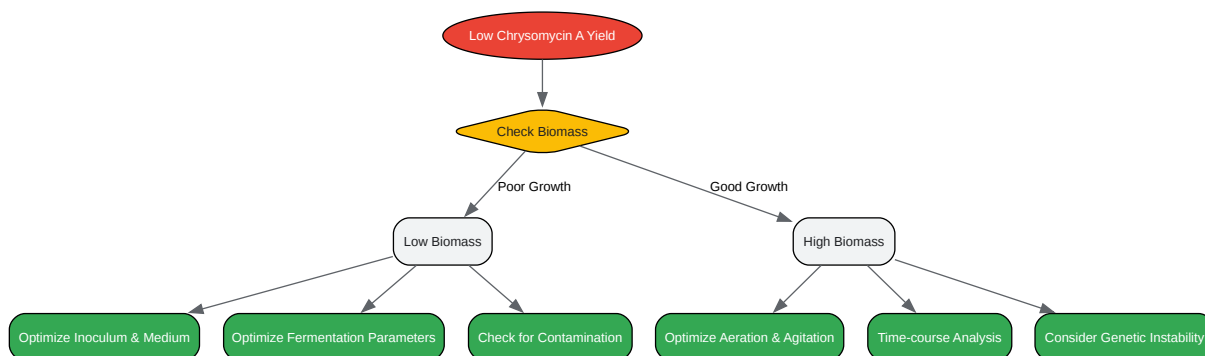 Low Chrysomycin A Yield
Check Biomass
Poor Growth
Good Growth
Low Biomass
High Biomass
Optimize Inoculum & Medium
Optimize Fermentation Parameters
Check for Contamination
Optimize Aeration & Agitation
Time-course Analysis
Consider Genetic Instability